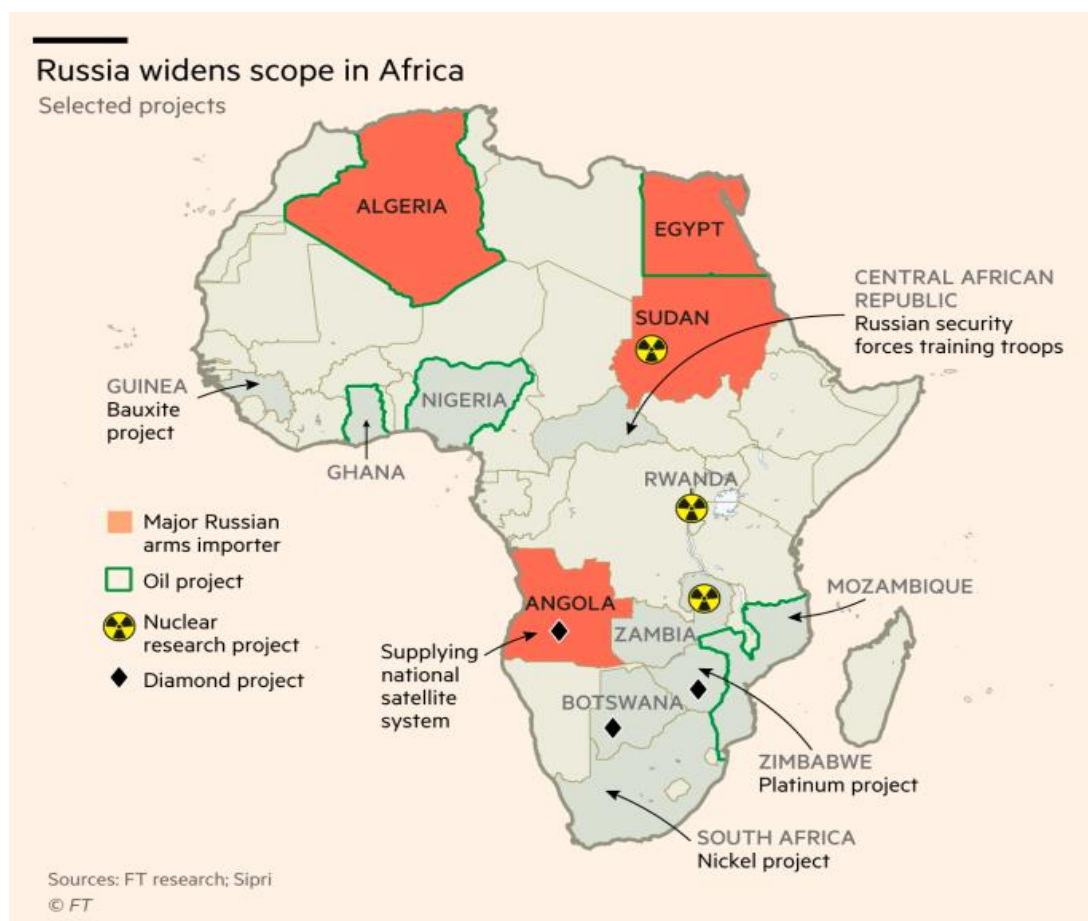 Russia widens scope in Africa
Selected projects
ALGERIA
EGYPT
CENTRAL AFRICAN
REPUBLIC
Russian security
forces training troops
SUDAN
GUINEA
Bauxite
project
NIGERIA
GHANA
RWANDA
Major Russian
arms importer
Oil project
Nuclear
research project
Diamond project
ANGOLA
Supplying
national
satellite
system
ZAMBIA
MOZAMBIQUE
BOTSWANA
ZIMBABWE
Platinum project
SOUTH AFRICA
Nickel project
Sources: FT research; Sipri
© FT